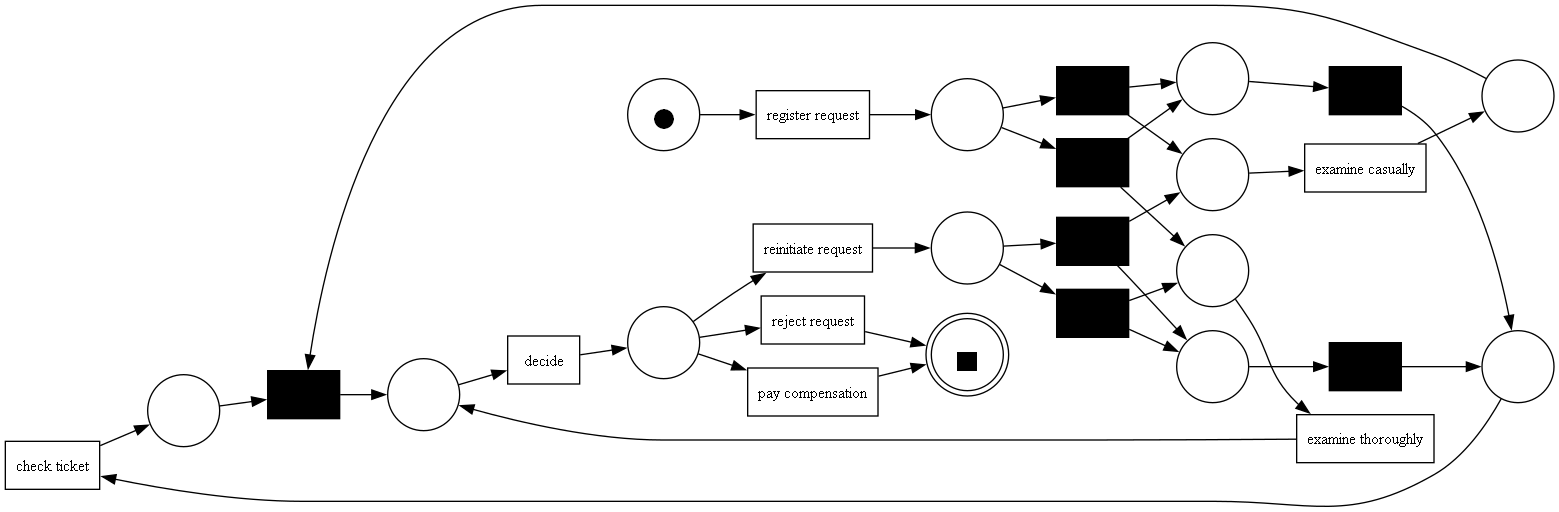 register request
examine casually
reinitiate request
reject request
decide
pay compensation
examine thoroughly
check ticket